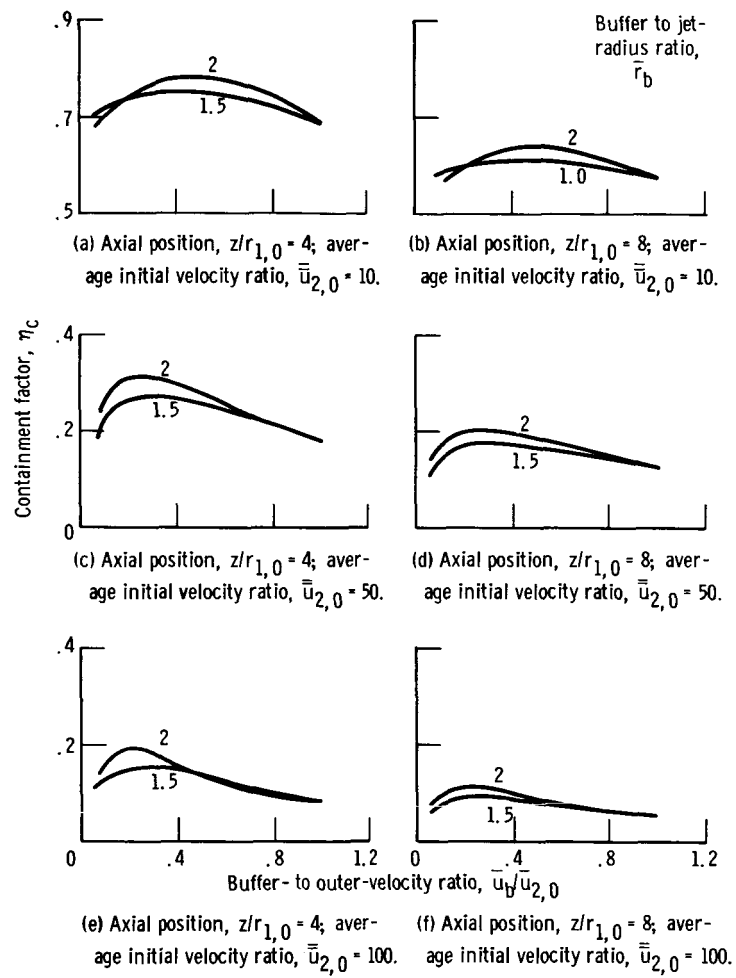 .9
.7
.5
2
1.5
Buffer to jet-
radius ratio,
r̄b
2
1.0
(a) Axial position, z/r1,0 = 4; aver-
age initial velocity ratio, ū̄2,0 = 10.
(b) Axial position, z/r1,0 = 8; aver-
age initial velocity ratio, ū̄2,0 = 10.
Containment factor, ηc
.4
.2
0
2
1.5
2
1.5
(c) Axial position, z/r1,0 = 4; aver-
age initial velocity ratio, ū̄2,0 = 50.
(d) Axial position, z/r1,0 = 8; aver-
age initial velocity ratio, ū̄2,0 = 50.
.4
.2
2
1.5
2
1.5
0 .4 .8 1.2
0 .4 .8 1.2
Buffer- to outer-velocity ratio, ūb/ū2,0
(e) Axial position, z/r1,0 = 4; aver-
age initial velocity ratio, ū̄2,0 = 100.
(f) Axial position, z/r1,0 = 8; aver-
age initial velocity ratio, ū̄2,0 = 100.